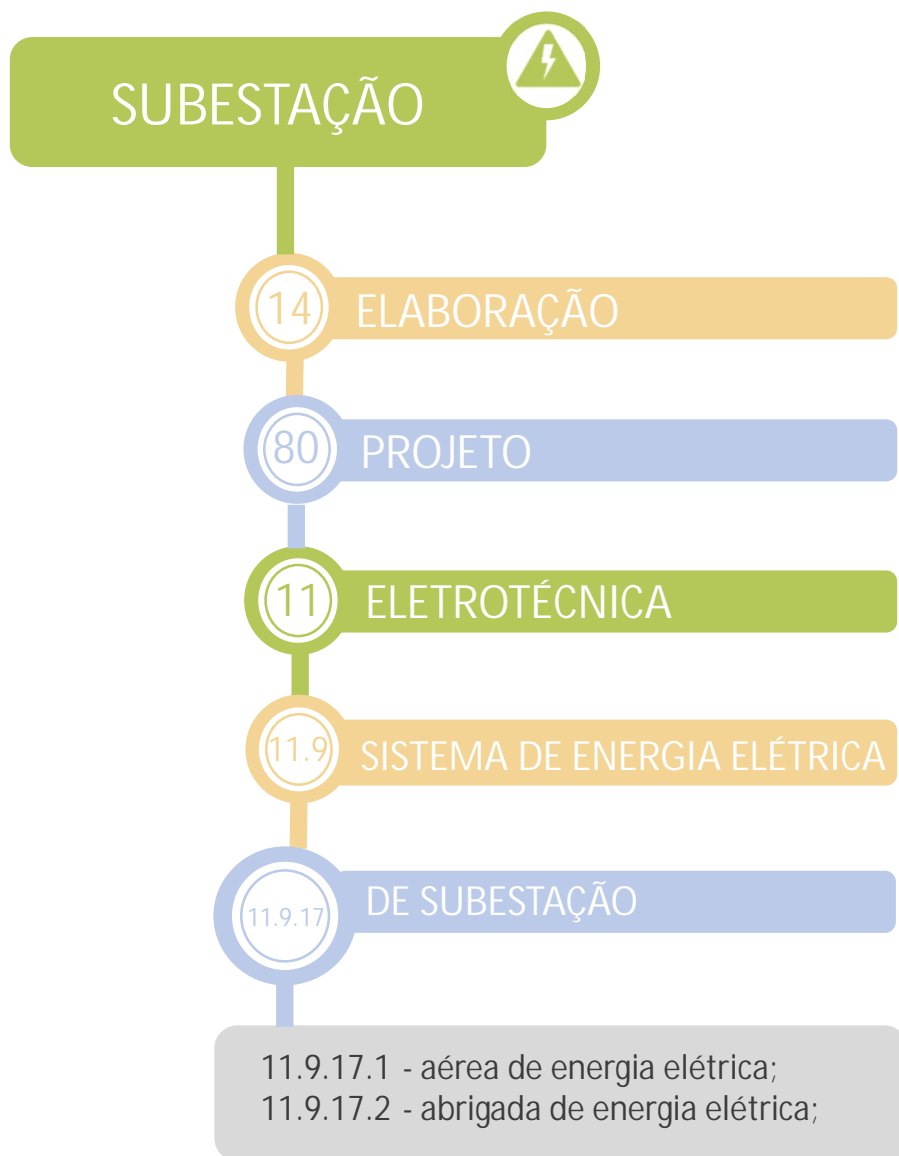 SUBESTAÇÃO
14 ELABORAÇÃO
80 PROJETO
11 ELETROTÉCNICA
11.9 SISTEMA DE ENERGIA ELÉTRICA
11.9.17 DE SUBESTAÇÃO
11.9.17.1 - aérea de energia elétrica;
11.9.17.2 - abrigada de energia elétrica;